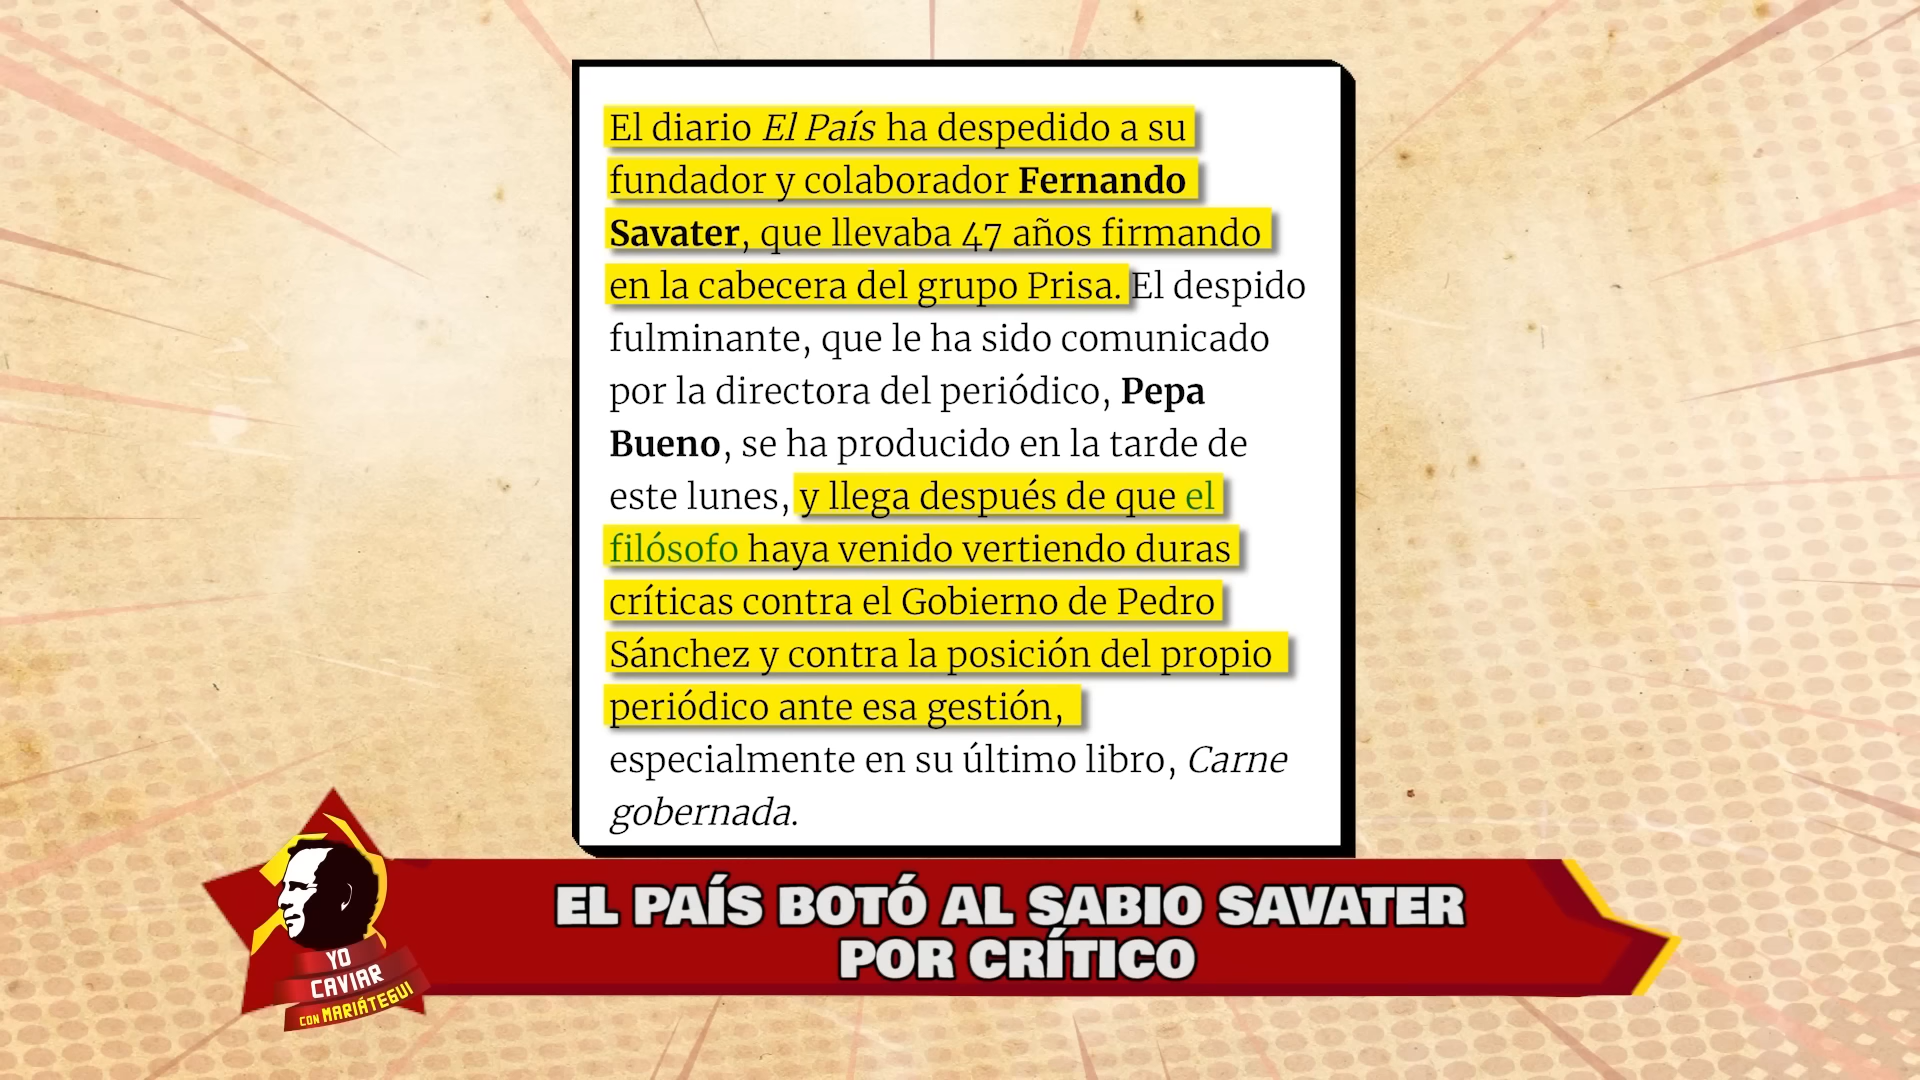 El diario El País ha despedido a su
fundador y colaborador Fernando
Savater, que llevaba 47 años firmando
en la cabecera del grupo Prisa. El despido
fulminante, que le ha sido comunicado
por la directora del periódico, Pepa
Bueno, se ha producido en la tarde de
este lunes, y llega después de que el
filósofo haya venido vertiendo duras
críticas contra el Gobierno de Pedro
Sánchez y contra la posición del propio
periódico ante esa gestión,
especialmente en su último libro, Carne
gobernada.
EL PAÍS BOTÓ AL SABIO SAVATER
POR CRÍTICO
YO
CAVIAR
CON MARIÁTEGUI